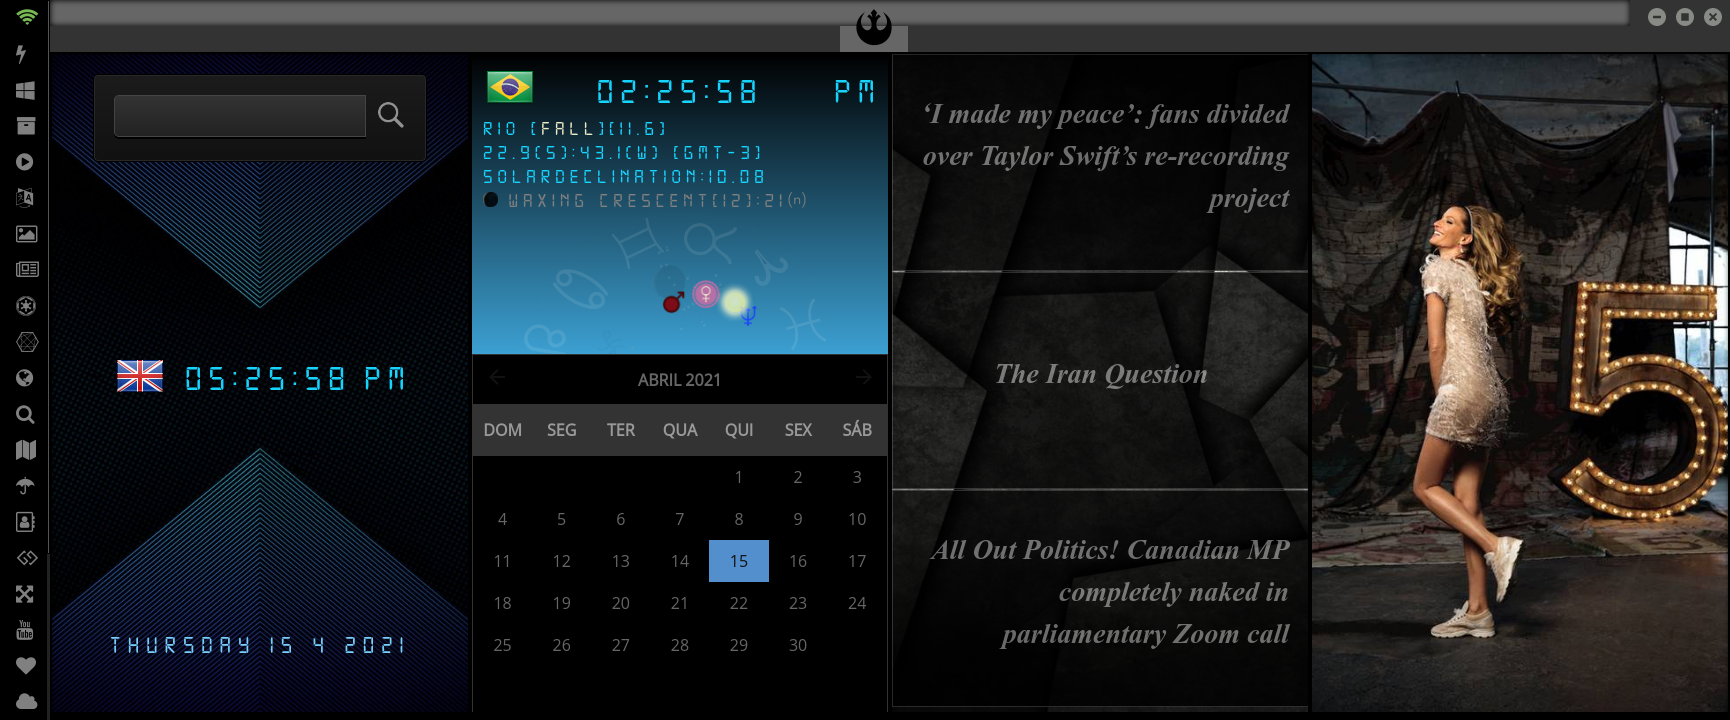 05:25:58 PM
THURSDAY 15 4 2021
02:25:58 PM
RIO [FALL][11.6]
22.9(S):43.1(W) [GMT-3]
SOLARDECLINATION:10.08
WAXING CRESCENT[12]:21(n)
ABRIL 2021
DOM SEG TER QUA QUI SEX SÁB
1 2 3
4 5 6 7 8 9 10
11 12 13 14 15 16 17
18 19 20 21 22 23 24
25 26 27 28 29 30
‘I made my peace’: fans divided
over Taylor Swift’s re-recording
project
The Iran Question
All Out Politics! Canadian MP
completely naked in
parliamentary Zoom call
You
Tube
5